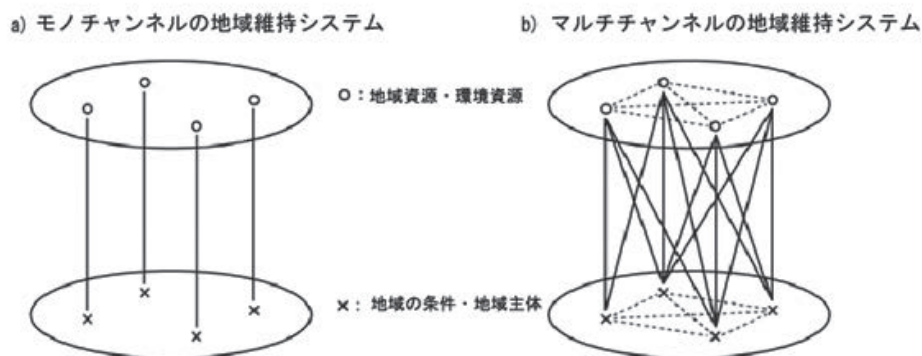 a) モノチャンネルの地域維持システム
b) マルチチャンネルの地域維持システム
o：地域資源・環境資源
x：地域の条件・地域主体